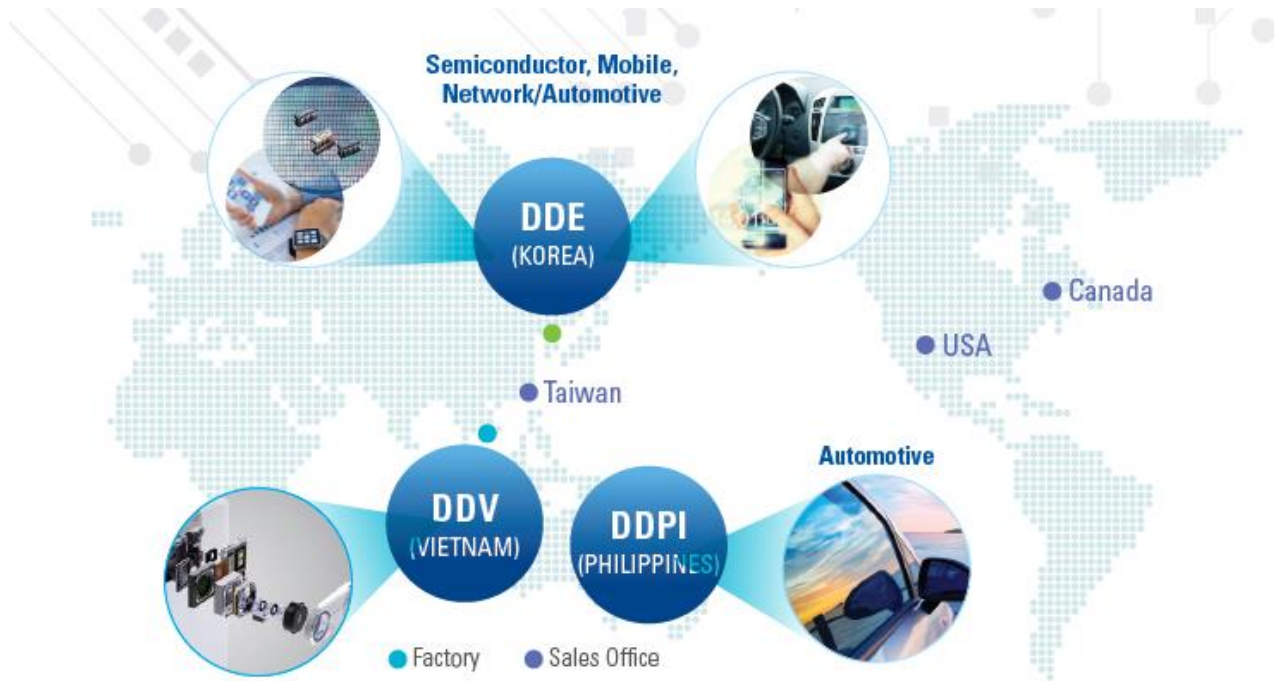 Semiconductor, Mobile,
Network/Automotive
DDE
(KOREA)
Canada
USA
Taiwan
Automotive
DDV
(VIETNAM)
DDPI
(PHILIPPINES)
Factory
Sales Office